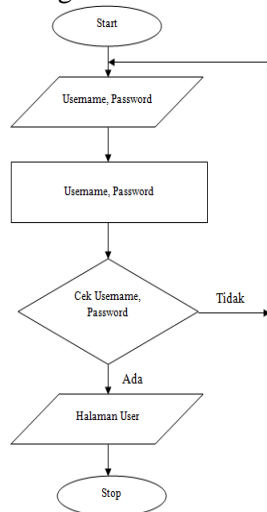 Start
Username, Password
Username, Password
Cek Username,
Password
Tidak
Ada
Halaman User
Stop